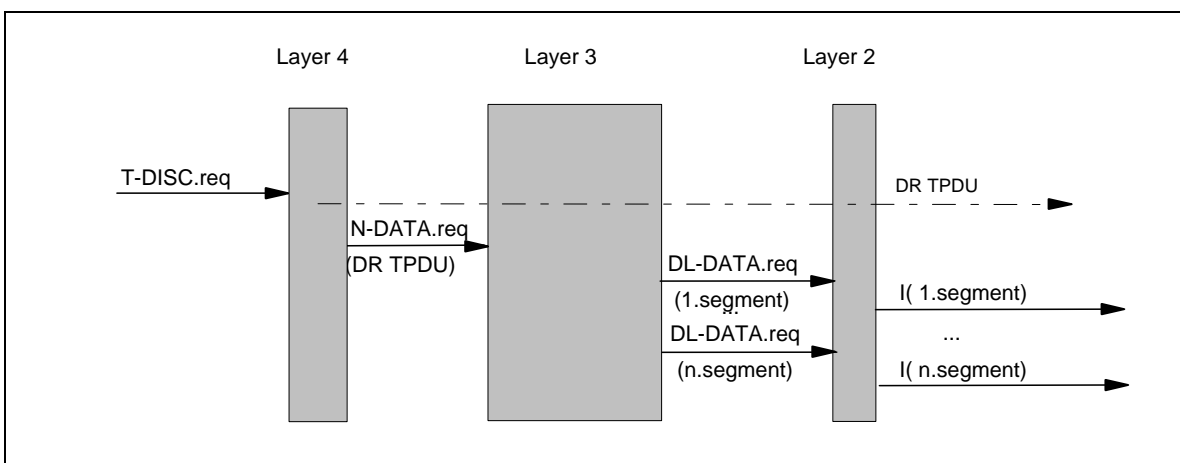 Layer 4
Layer 3
Layer 2
T-DISC.req
DR TPDU
N-DATA.req
(DR TPDU)
DL-DATA.req
(1.segment)
...
DL-DATA.req
(n.segment)
I( 1.segment)
...
I( n.segment)